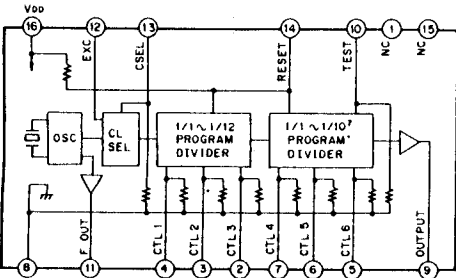 VDD
16
12
13
14
10
1
15
EXC
CSEL
RESET
TEST
NC
NC
OSC
CL
SEL
1/1~1/12
PROGRAM
DIVIDER
1/1~1/10⁷
PROGRAM
DIVIDER
F OUT
CTL 1
CTL 2
CTL 3
CTL 4
CTL 5
CTL 6
OUTPUT
8
11
4
3
2
7
6
5
9